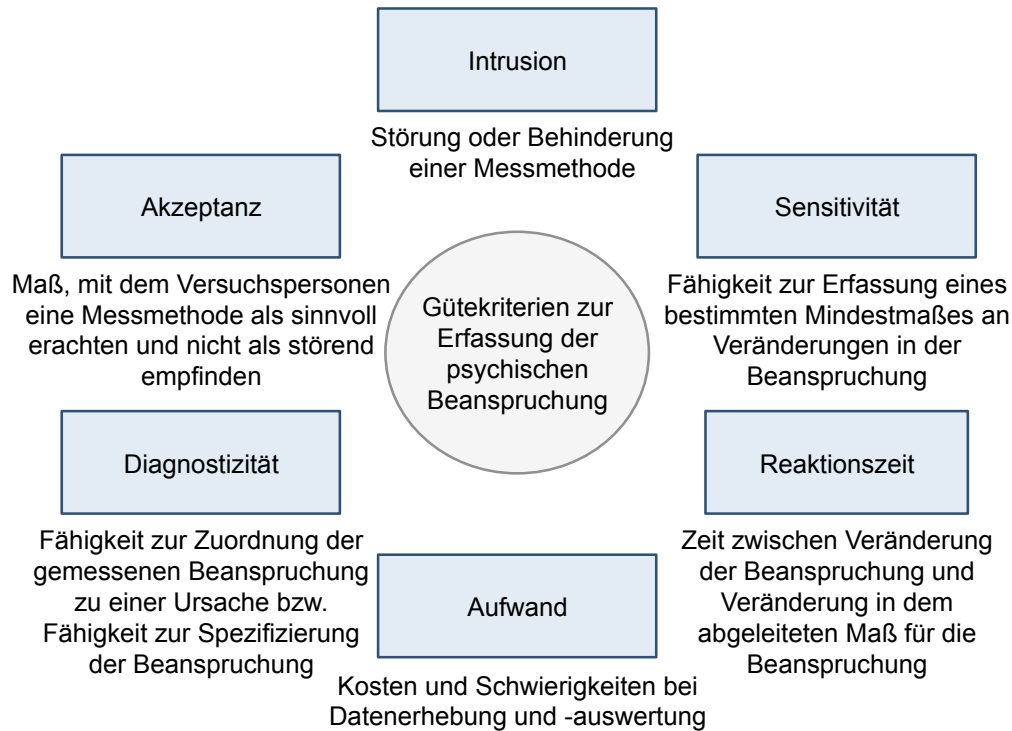 Intrusion
Störung oder Behinderung
einer Messmethode
Akzeptanz
Maß, mit dem Versuchspersonen
eine Messmethode als sinnvoll
erachten und nicht als störend
empfinden
Sensitivität
Fähigkeit zur Erfassung eines
bestimmten Mindestmaßes an
Veränderungen in der
Beanspruchung
Gütekriterien zur
Erfassung der
psychischen
Beanspruchung
Diagnostizität
Fähigkeit zur Zuordnung der
gemessenen Beanspruchung
zu einer Ursache bzw.
Fähigkeit zur Spezifizierung
der Beanspruchung
Reaktionszeit
Zeit zwischen Veränderung
der Beanspruchung und
Veränderung in dem
abgeleiteten Maß für die
Beanspruchung
Aufwand
Kosten und Schwierigkeiten bei
Datenerhebung und -auswertung